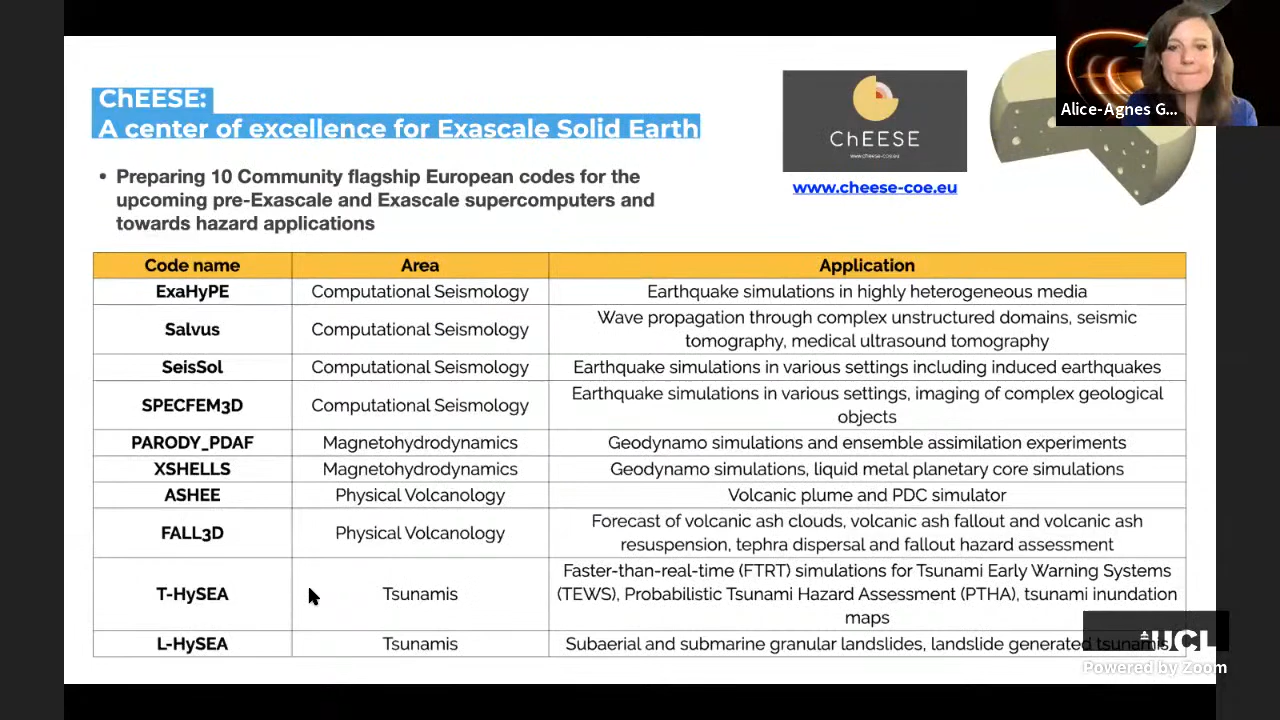 ChEESE:
A center of excellence for Exascale Solid Earth
• Preparing 10 Community flagship European codes for the
upcoming pre-Exascale and Exascale supercomputers and
towards hazard applications
ChEESE
www.cheese-coe.eu
www.cheese-coe.eu
Alice-Agnes G...
Code name Area Application
ExaHyPE Computational Seismology Earthquake simulations in highly heterogeneous media
Salvus Computational Seismology Wave propagation through complex unstructured domains, seismic
tomography, medical ultrasound tomography
SeisSol Computational Seismology Earthquake simulations in various settings including induced earthquakes
SPECFEM3D Computational Seismology Earthquake simulations in various settings, imaging of complex geological
objects
PARODY_PDAF Magnetohydrodynamics Geodynamo simulations and ensemble assimilation experiments
XSHELLS Magnetohydrodynamics Geodynamo simulations, liquid metal planetary core simulations
ASHEE Physical Volcanology Volcanic plume and PDC simulator
FALL3D Physical Volcanology Forecast of volcanic ash clouds, volcanic ash fallout and volcanic ash
resuspension, tephra dispersal and fallout hazard assessment
T-HySEA Tsunamis Faster-than-real-time (FTRT) simulations for Tsunami Early Warning Systems
(TEWS), Probabilistic Tsunami Hazard Assessment (PTHA), tsunami inundation
maps
L-HySEA Tsunamis Subaerial and submarine granular landslides, landslide generated tsunamis
UCL
Powered by Zoom